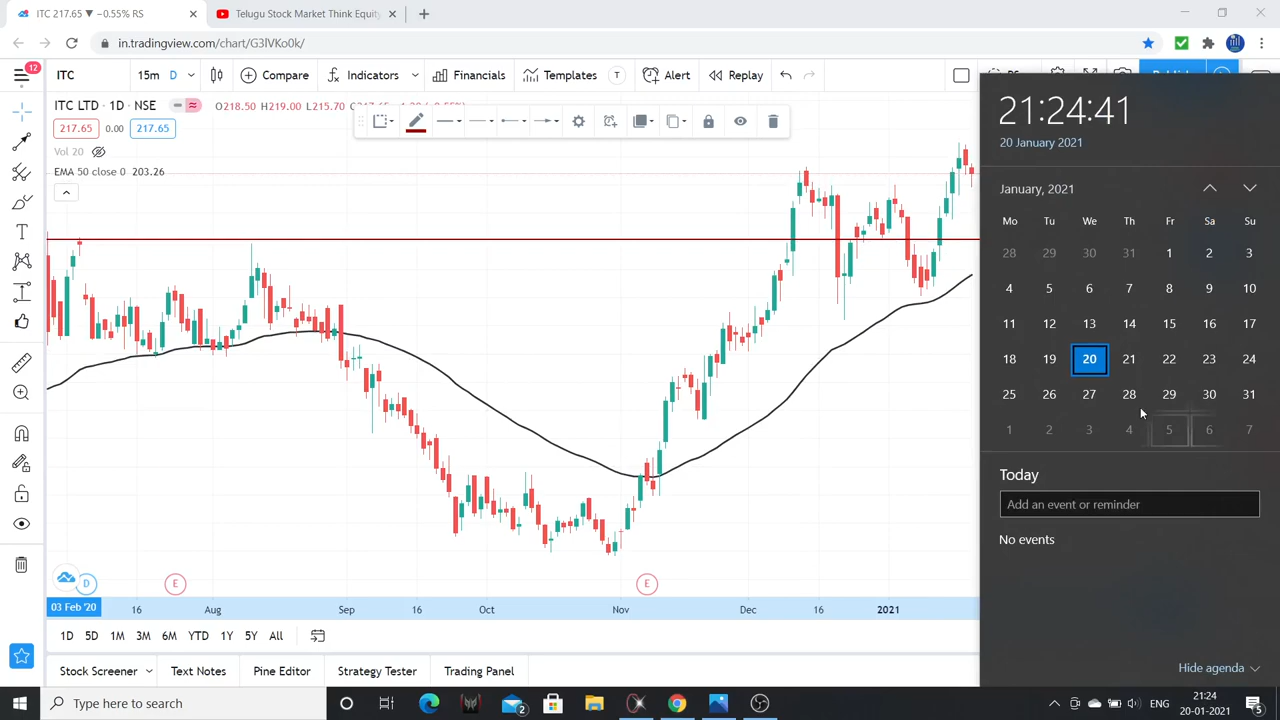 ITC 217.65 ▼ −0.55% RS
Telugu Stock Market Think Equity
in.tradingview.com/chart/G3lVKo0k/
12
ITC 15m D Compare Indicators Financials Templates T Alert Replay
ITC LTD · 1D · NSE O218.50 H219.00 L215.70
217.65 0.00 217.65
Vol 20
EMA 50 close 0 203.26
D E E
03 Feb '20 16 Aug Sep 16 Oct Nov Dec 16 2021
1D 5D 1M 3M 6M YTD 1Y 5Y All
Stock Screener Text Notes Pine Editor Strategy Tester Trading Panel
21:24:41
20 January 2021
January, 2021
Mo Tu We Th Fr Sa Su
28 29 30 31 1 2 3
4 5 6 7 8 9 10
11 12 13 14 15 16 17
18 19 20 21 22 23 24
25 26 27 28 29 30 31
1 2 3 4 5 6 7
Today
Add an event or reminder
No events
Hide agenda
Type here to search
2
ENG
21:24
20-01-2021
5